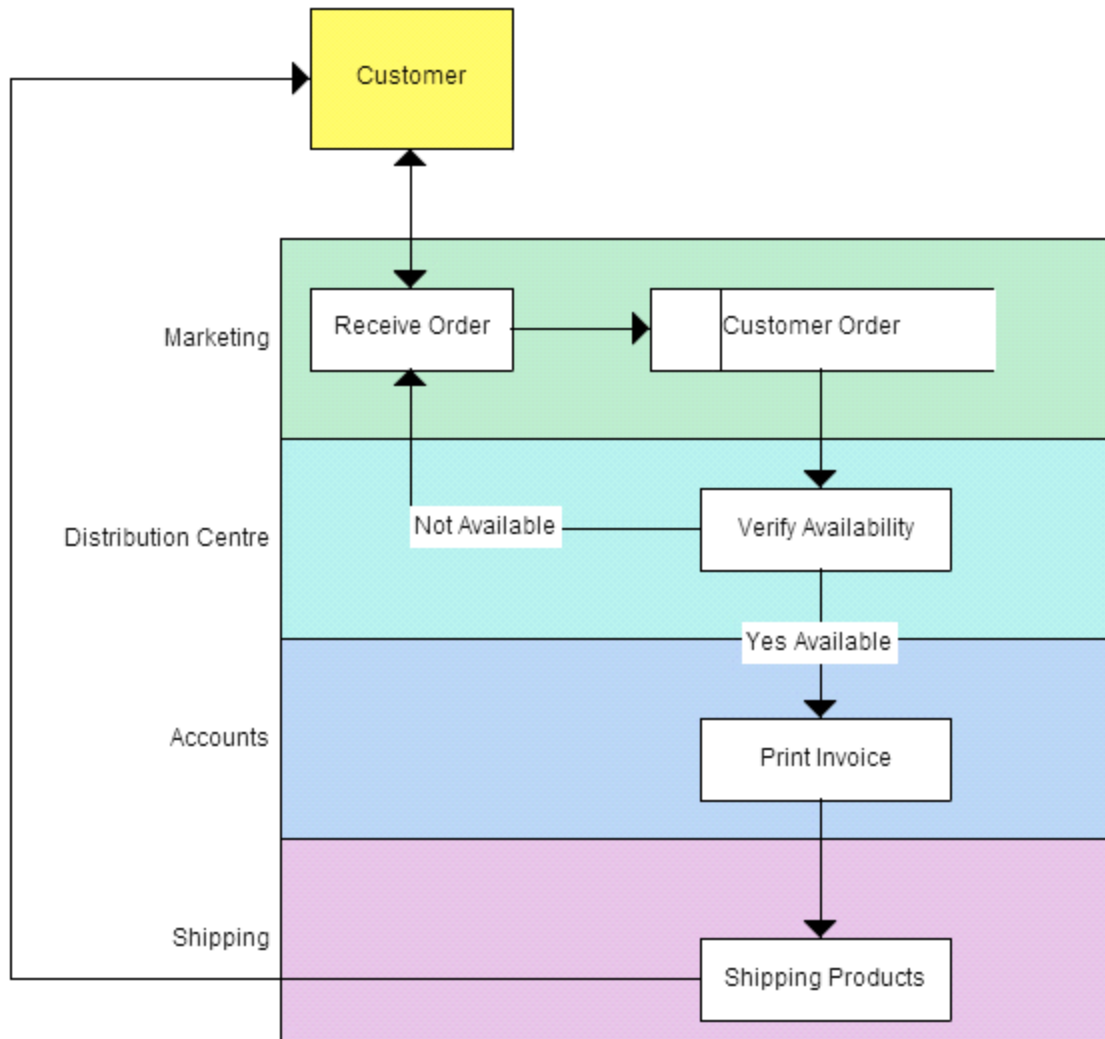 Customer
Marketing
Receive Order
Customer Order
Distribution Centre
Not Available
Verify Availability
Yes Available
Accounts
Print Invoice
Shipping
Shipping Products